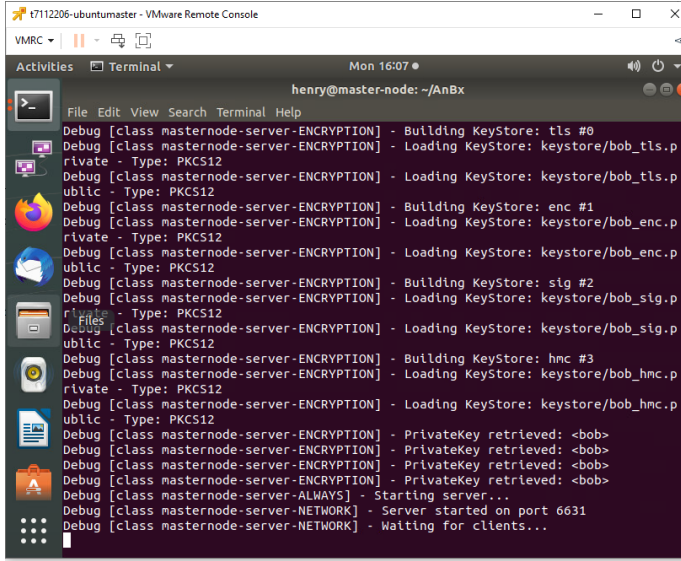 t7112206-ubuntumaster - VMware Remote Console
VMRC
Activities Terminal Mon 16:07
henry@master-node: ~/AnBx
File Edit View Search Terminal Help
Debug [class masternode-server-ENCRYPTION] - Building KeyStore: tls #0
Debug [class masternode-server-ENCRYPTION] - Loading KeyStore: keystore/bob_tls.p
rivate - Type: PKCS12
Debug [class masternode-server-ENCRYPTION] - Loading KeyStore: keystore/bob_tls.p
ublic - Type: PKCS12
Debug [class masternode-server-ENCRYPTION] - Building KeyStore: enc #1
Debug [class masternode-server-ENCRYPTION] - Loading KeyStore: keystore/bob_enc.p
rivate - Type: PKCS12
Debug [class masternode-server-ENCRYPTION] - Loading KeyStore: keystore/bob_enc.p
ublic - Type: PKCS12
Debug [class masternode-server-ENCRYPTION] - Building KeyStore: sig #2
Debug [class masternode-server-ENCRYPTION] - Loading KeyStore: keystore/bob_sig.p
rivate - Type: PKCS12
Files
Debug [class masternode-server-ENCRYPTION] - Loading KeyStore: keystore/bob_sig.p
ublic - Type: PKCS12
Debug [class masternode-server-ENCRYPTION] - Building KeyStore: hmc #3
Debug [class masternode-server-ENCRYPTION] - Loading KeyStore: keystore/bob_hmc.p
rivate - Type: PKCS12
Debug [class masternode-server-ENCRYPTION] - Loading KeyStore: keystore/bob_hmc.p
ublic - Type: PKCS12
Debug [class masternode-server-ENCRYPTION] - PrivateKey retrieved: <bob>
Debug [class masternode-server-ENCRYPTION] - PrivateKey retrieved: <bob>
Debug [class masternode-server-ENCRYPTION] - PrivateKey retrieved: <bob>
Debug [class masternode-server-ENCRYPTION] - PrivateKey retrieved: <bob>
Debug [class masternode-server-ALWAYS] - Starting server...
Debug [class masternode-server-NETWORK] - Server started on port 6631
Debug [class masternode-server-NETWORK] - Waiting for clients...